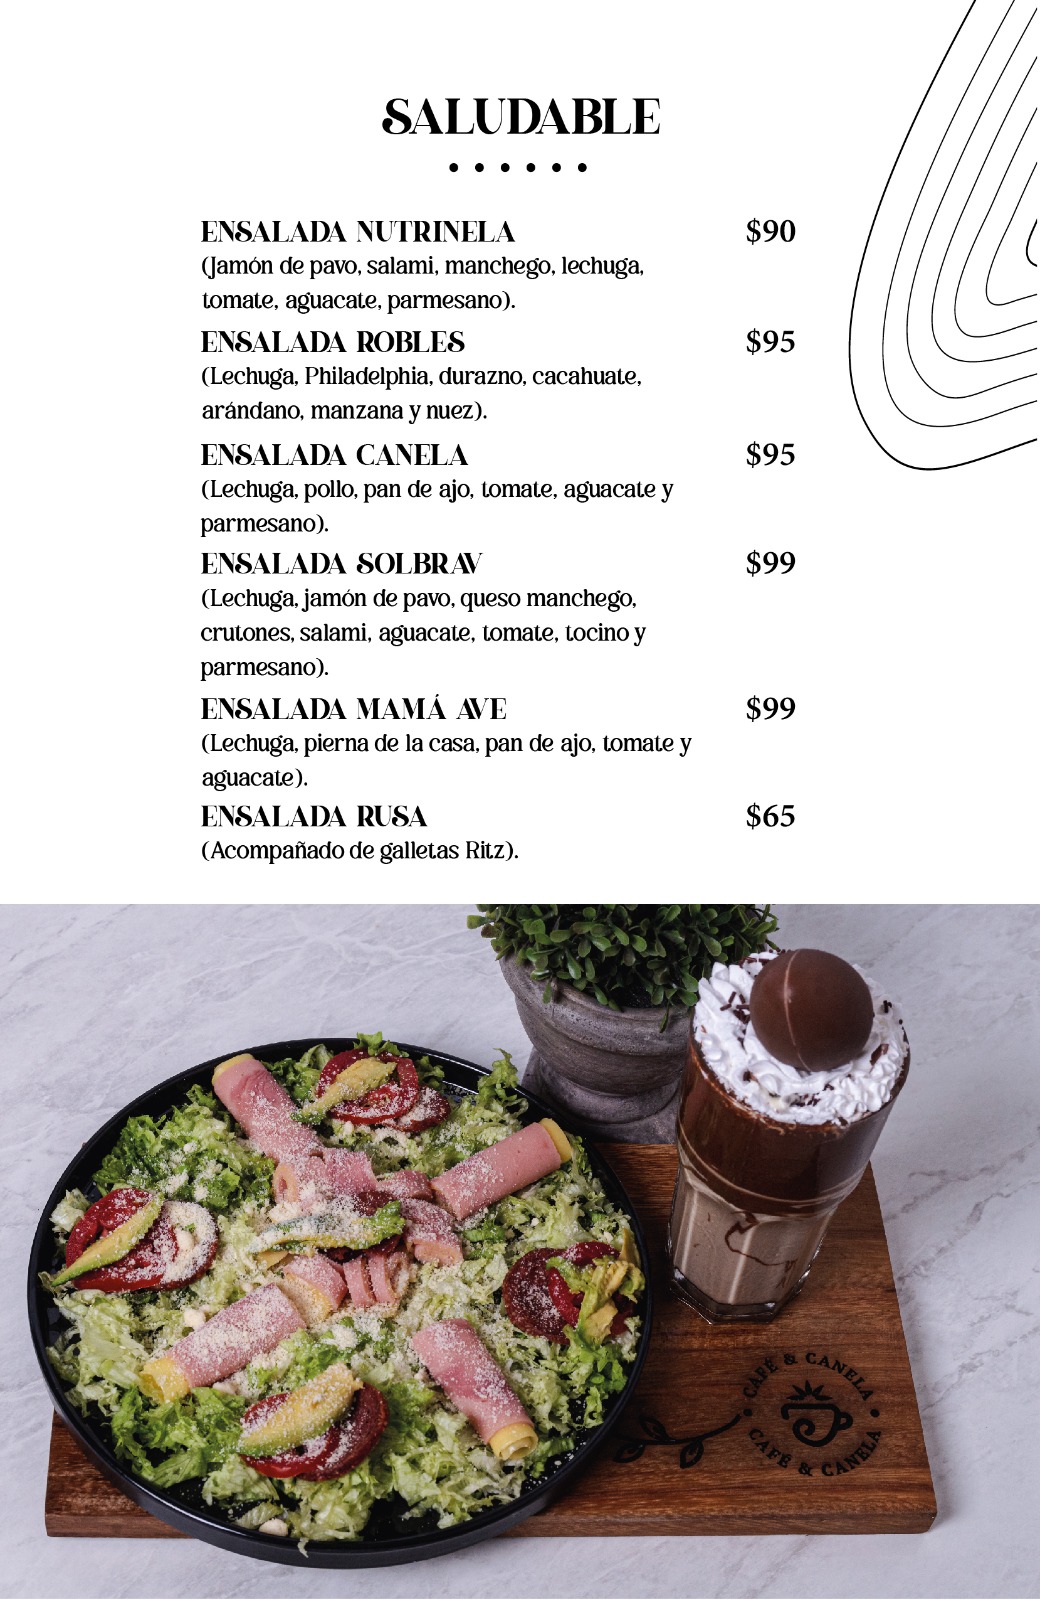 SALUDABLE
ENSALADA NUTRINELA $90
(Jamón de pavo, salami, manchego, lechuga,
tomate, aguacate, parmesano).
ENSALADA ROBLES $95
(Lechuga, Philadelphia, durazno, cacahuate,
arándano, manzana y nuez).
ENSALADA CANELA $95
(Lechuga, pollo, pan de ajo, tomate, aguacate y
parmesano).
ENSALADA SOLBRAV $99
(Lechuga, jamón de pavo, queso manchego,
crutones, salami, aguacate, tomate, tocino y
parmesano).
ENSALADA MAMÁ AVE $99
(Lechuga, pierna de la casa, pan de ajo, tomate y
aguacate).
ENSALADA RUSA $65
(Acompañado de galletas Ritz).
CAFÉ & CANELA
CAFÉ & CANELA